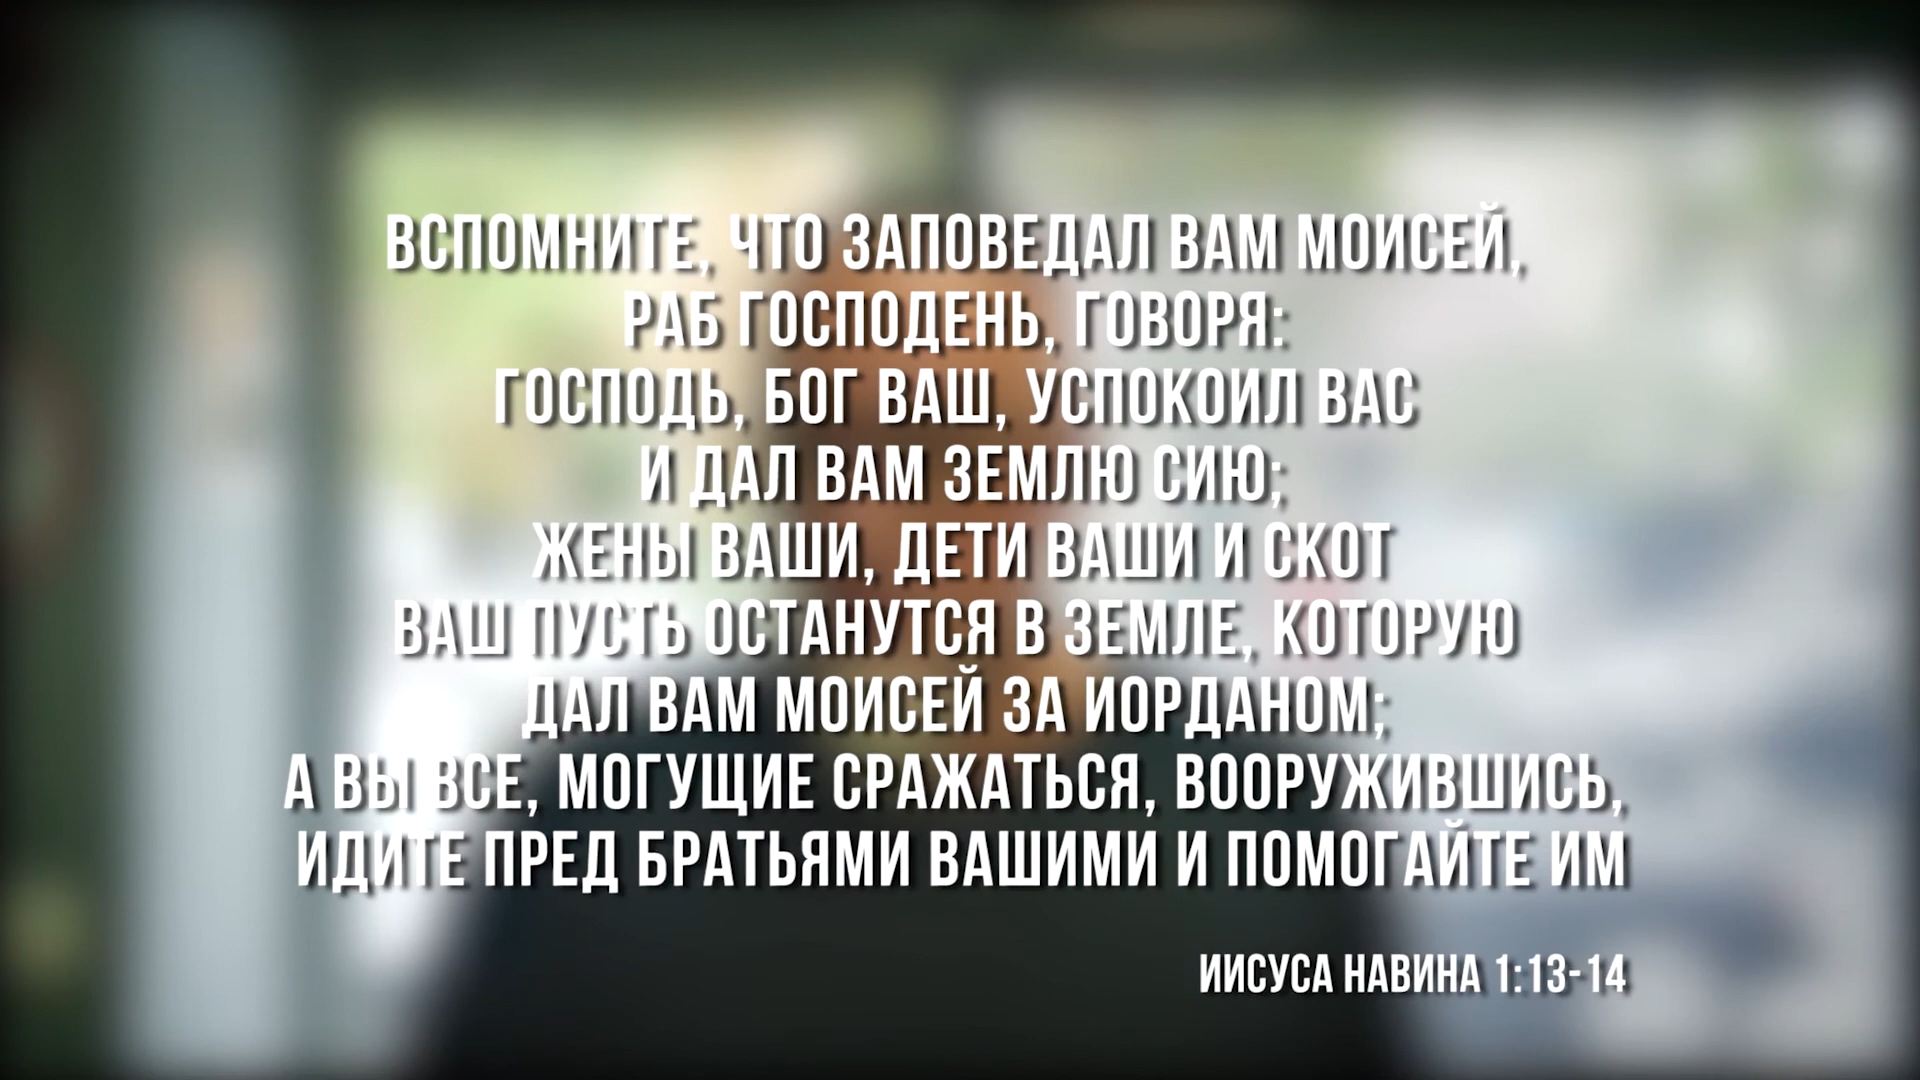 ВСПОМНИТЕ, ЧТО ЗАПОВЕДАЛ ВАМ МОИСЕЙ,
РАБ ГОСПОДЕНЬ, ГОВОРЯ:
ГОСПОДЬ, БОГ ВАШ, УСПОКОИЛ ВАС
И ДАЛ ВАМ ЗЕМЛЮ СИЮ;
ЖЕНЫ ВАШИ, ДЕТИ ВАШИ И СКОТ
ВАШ ПУСТЬ ОСТАНУТСЯ В ЗЕМЛЕ, КОТОРУЮ
ДАЛ ВАМ МОИСЕЙ ЗА ИОРДАНОМ;
А ВЫ ВСЕ, МОГУЩИЕ СРАЖАТЬСЯ, ВООРУЖИВШИСЬ,
ИДИТЕ ПРЕД БРАТЬЯМИ ВАШИМИ И ПОМОГАЙТЕ ИМ
ИИСУСА НАВИНА 1:13-14